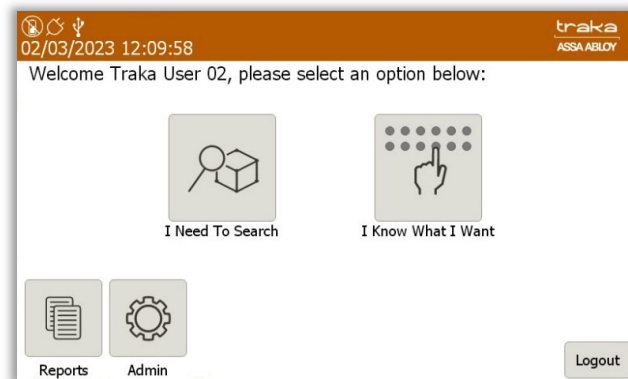 02/03/2023 12:09:58
traka
ASSA ABLOY
Welcome Traka User 02, please select an option below:
I Need To Search
I Know What I Want
Reports
Admin
Logout